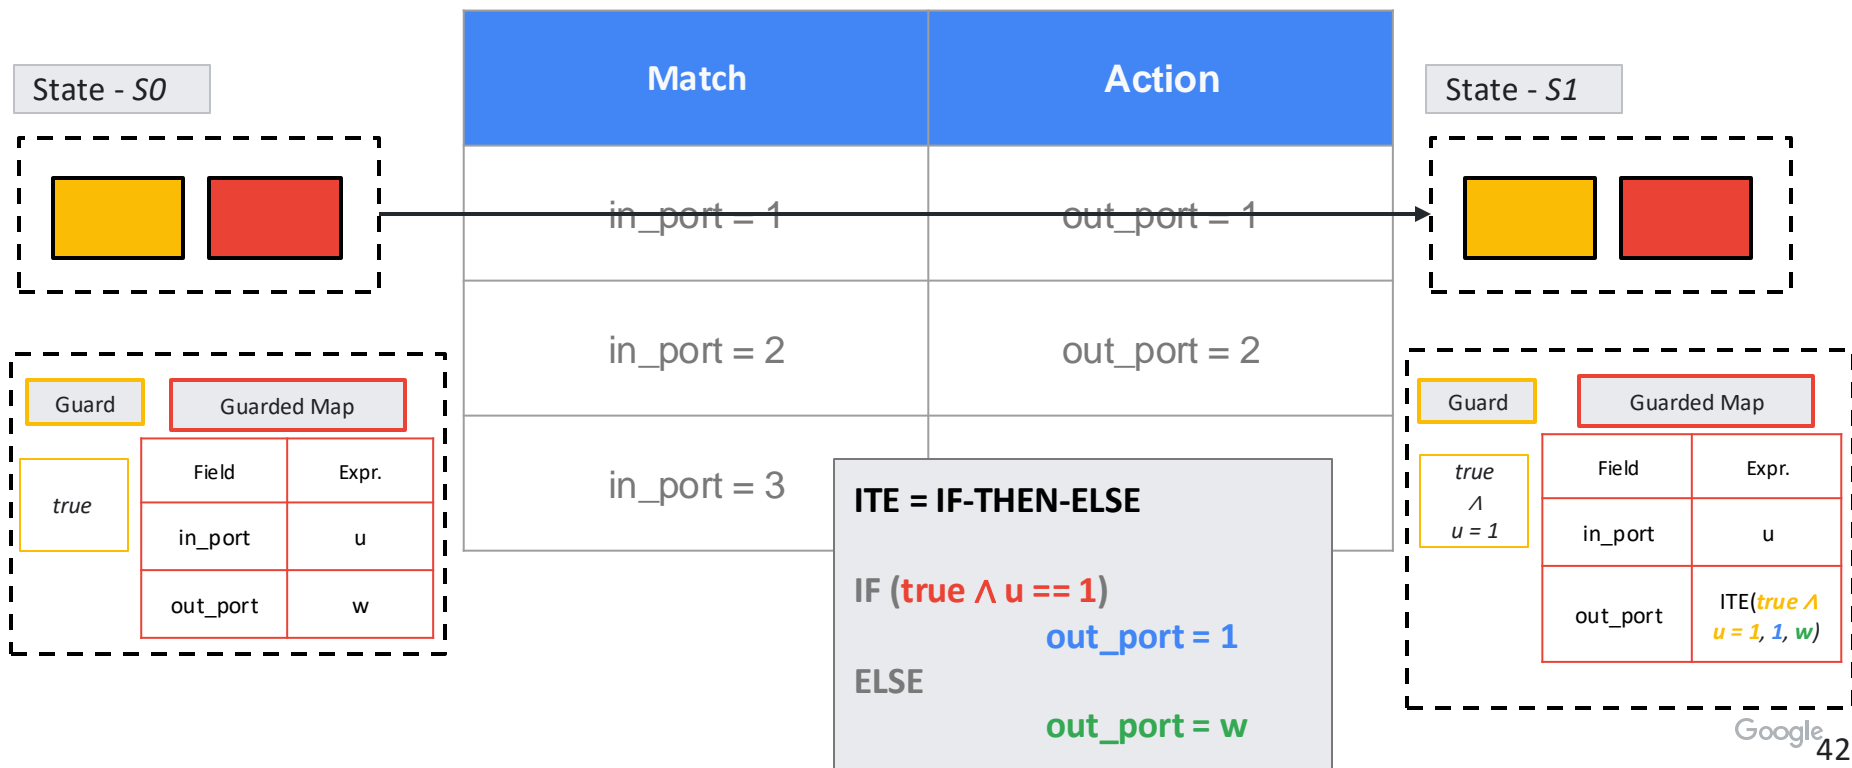 State - S0
Match
Action
State - S1
in_port = 1
out_port = 1
in_port = 2
out_port = 2
in_port = 3
Guard
Guarded Map
true
Field
Expr.
in_port
u
out_port
w
ITE = IF-THEN-ELSE
IF (true ∧ u == 1)
out_port = 1
ELSE
out_port = w
Guard
Guarded Map
true
∧
u = 1
Field
Expr.
in_port
u
out_port
ITE(true ∧
u = 1, 1, w)
Google
42